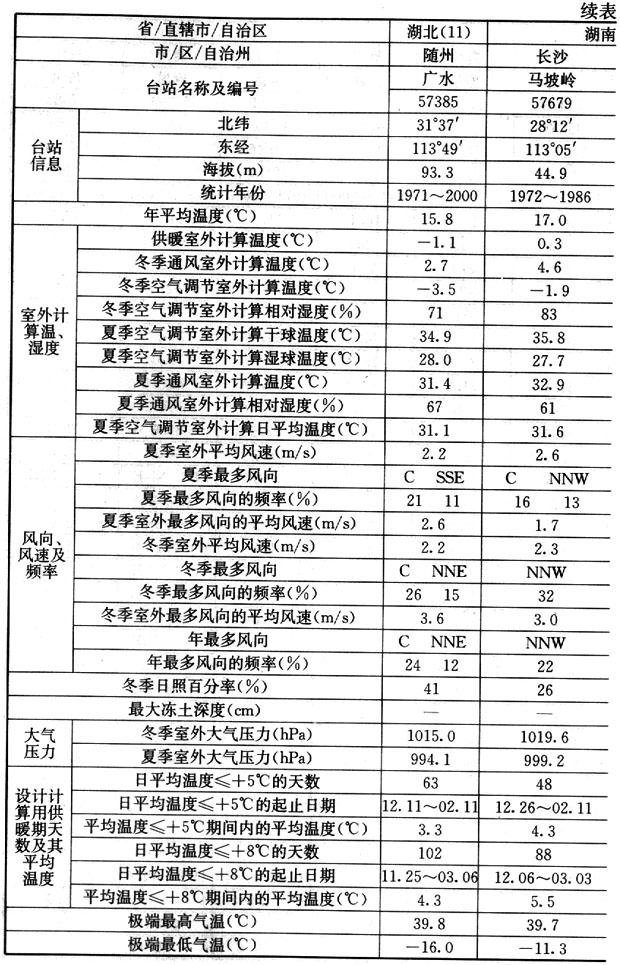 续表
省/直辖市/自治区 湖北(11) 湖南
市/区/自治州 随州 长沙
台站名称及编号 广水 马坡岭
57385 57679
台站信息 北纬 31°37′ 28°12′
东经 113°49′ 113°05′
海拔(m) 93.3 44.9
统计年份 1971～2000 1972～1986
年平均温度(℃) 15.8 17.0
室外计算温、湿度 供暖室外计算温度(℃) －1.1 0.3
冬季通风室外计算温度(℃) 2.7 4.6
冬季空气调节室外计算温度(℃) －3.5 －1.9
冬季空气调节室外计算相对湿度(%) 71 83
夏季空气调节室外计算干球温度(℃) 34.9 35.8
夏季空气调节室外计算湿球温度(℃) 28.0 27.7
夏季通风室外计算温度(℃) 31.4 32.9
夏季通风室外计算相对湿度(%) 67 61
夏季空气调节室外计算日平均温度(℃) 31.1 31.6
风向、风速及频率 夏季室外平均风速(m/s) 2.2 2.6
夏季最多风向 C SSE C NNW
夏季最多风向的频率(%) 21 11 16 13
夏季室外最多风向的平均风速(m/s) 2.6 1.7
冬季室外平均风速(m/s) 2.2 2.3
冬季最多风向 C NNE NNW
冬季最多风向的频率(%) 26 15 32
冬季室外最多风向的平均风速(m/s) 3.6 3.0
年最多风向 C NNE NNW
年最多风向的频率(%) 24 12 22
冬季日照百分率(%) 41 26
最大冻土深度(cm) — —
大气压力 冬季室外大气压力(hPa) 1015.0 1019.6
夏季室外大气压力(hPa) 994.1 999.2
设计计算用供暖期天数及其平均温度 日平均温度≤+5℃的天数 63 48
日平均温度≤+5℃的起止日期 12.11～02.11 12.26～02.11
平均温度≤+5℃期间内的平均温度(℃) 3.3 4.3
日平均温度≤+8℃的天数 102 88
日平均温度≤+8℃的起止日期 11.25～03.06 12.06～03.03
平均温度≤+8℃期间内的平均温度(℃) 4.3 5.5
极端最高气温(℃) 39.8 39.7
极端最低气温(℃) －16.0 －11.3